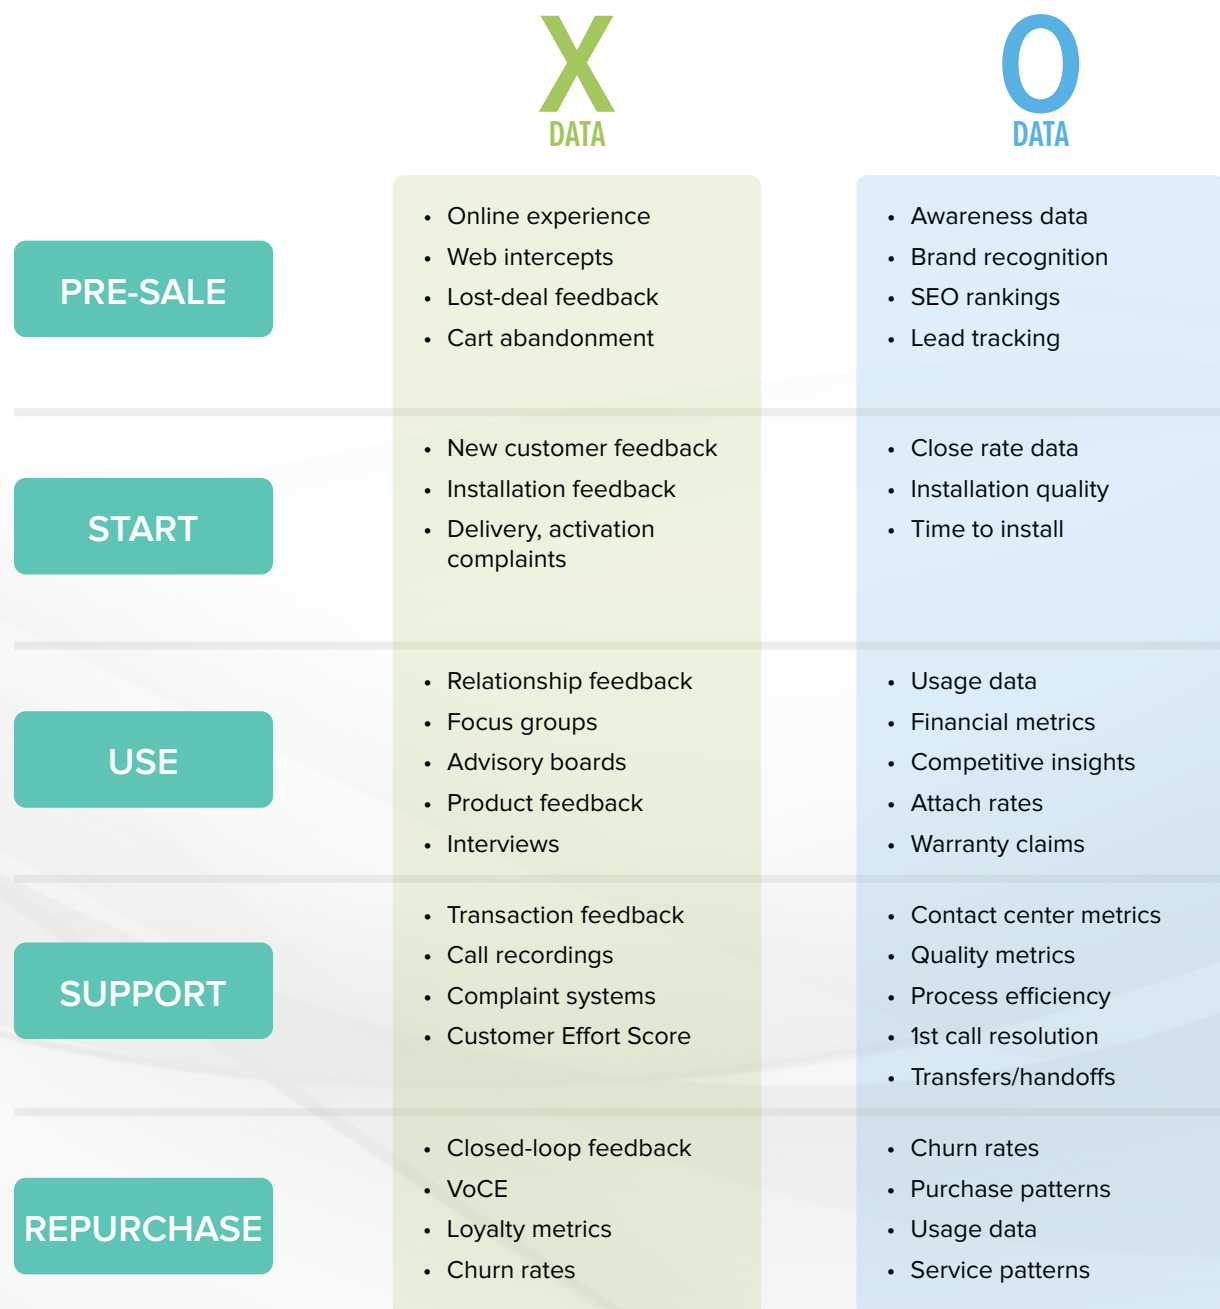 X
DATA
O
DATA
PRE-SALE
• Online experience
• Web intercepts
• Lost-deal feedback
• Cart abandonment
• Awareness data
• Brand recognition
• SEO rankings
• Lead tracking
START
• New customer feedback
• Installation feedback
• Delivery, activation
complaints
• Close rate data
• Installation quality
• Time to install
USE
• Relationship feedback
• Focus groups
• Advisory boards
• Product feedback
• Interviews
• Usage data
• Financial metrics
• Competitive insights
• Attach rates
• Warranty claims
SUPPORT
• Transaction feedback
• Call recordings
• Complaint systems
• Customer Effort Score
• Contact center metrics
• Quality metrics
• Process efficiency
• 1st call resolution
• Transfers/handoffs
REPURCHASE
• Closed-loop feedback
• VoCE
• Loyalty metrics
• Churn rates
• Churn rates
• Purchase patterns
• Usage data
• Service patterns